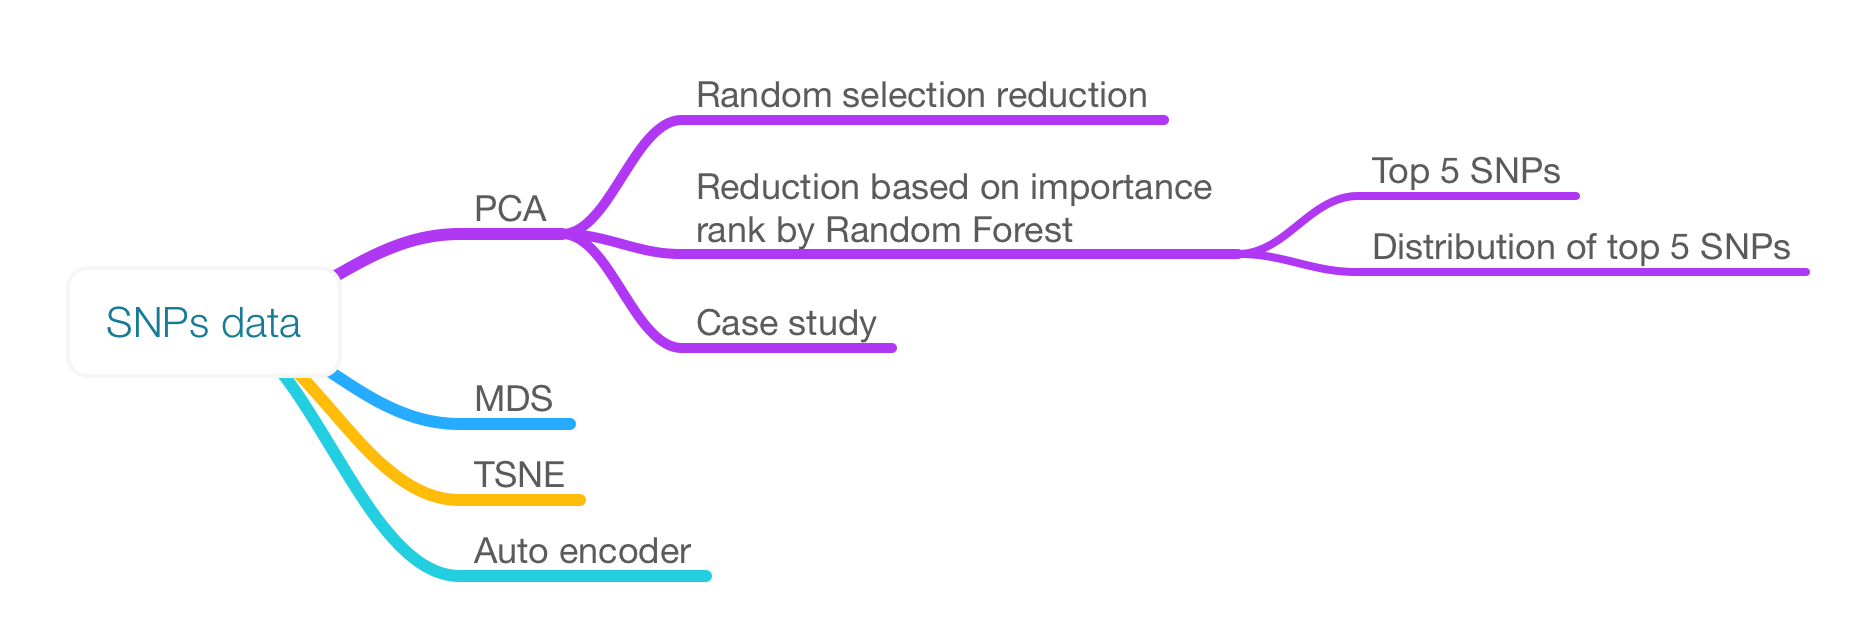 SNPs data
PCA
Random selection reduction
Reduction based on importance
rank by Random Forest
Top 5 SNPs
Distribution of top 5 SNPs
Case study
MDS
TSNE
Auto encoder